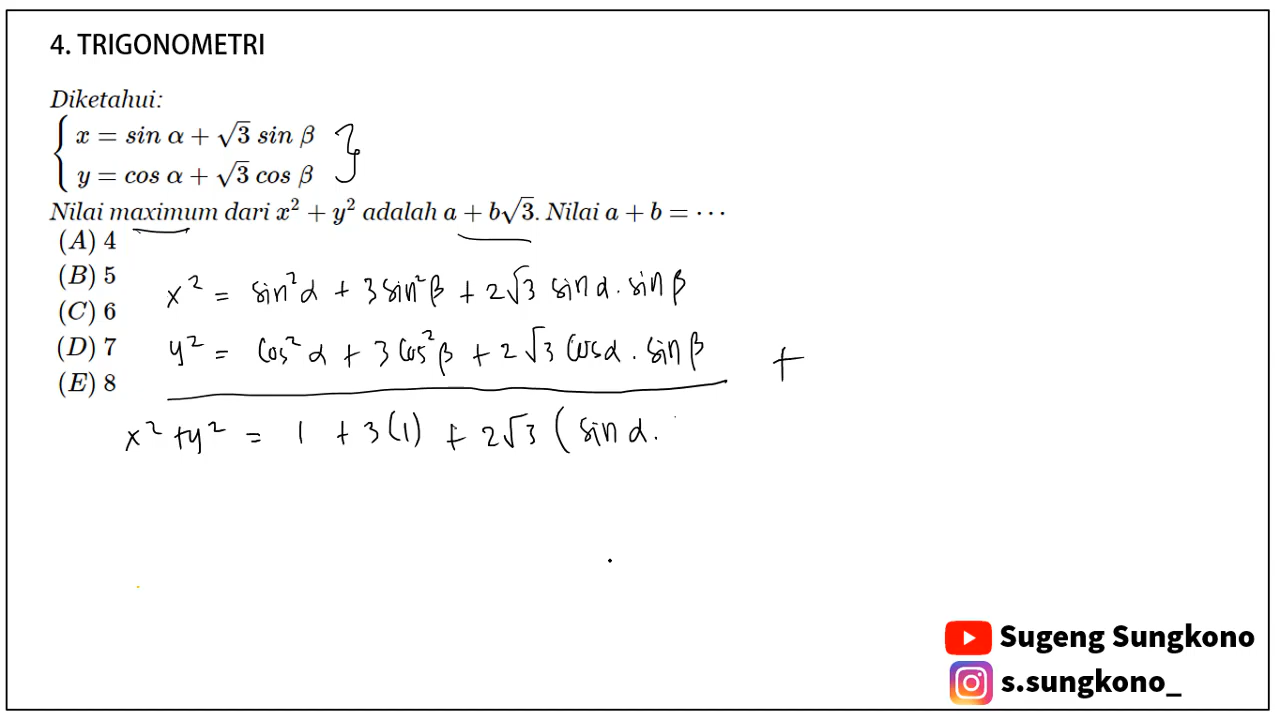 4. TRIGONOMETRI
Diketahui:
x = sin α + √3 sin β
y = cos α + √3 cos β
Nilai maximum dari x² + y² adalah a + b√3. Nilai a + b = ⋯
(A) 4
(B) 5
(C) 6
(D) 7
(E) 8
x² = sin²α + 3 sin²β + 2√3 sin α . sin β
y² = cos²α + 3 cos²β + 2√3 cos α . sin β +
x² + y² = 1 + 3(1) + 2√3 (sin α .
Sugeng Sungkono
s.sungkono_